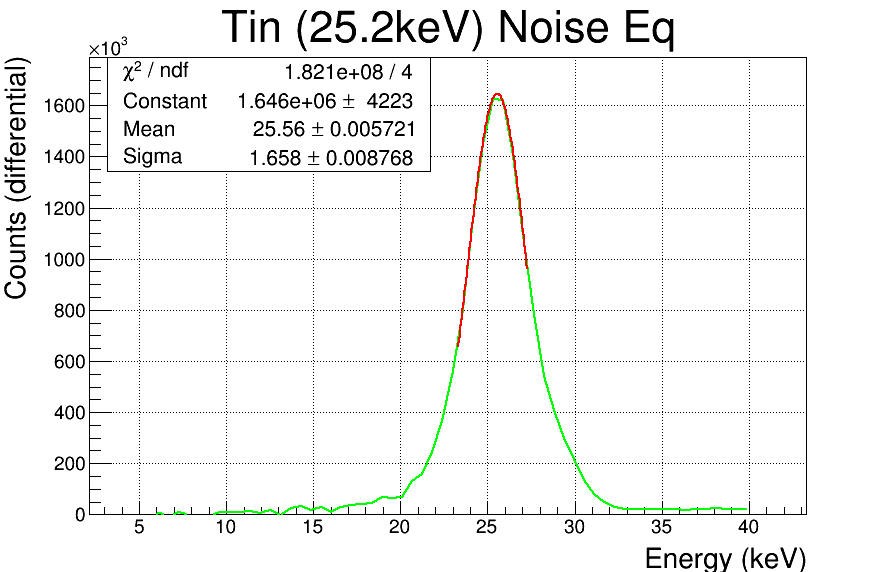 Tin (25.2keV) Noise Eq
×10³
χ² / ndf 1.821e+08 / 4
Constant 1.646e+06 ± 4223
Mean 25.56 ± 0.005721
Sigma 1.658 ± 0.008768
Counts (differential)
1600
1400
1200
1000
800
600
400
200
0
5 10 15 20 25 30 35 40
Energy (keV)